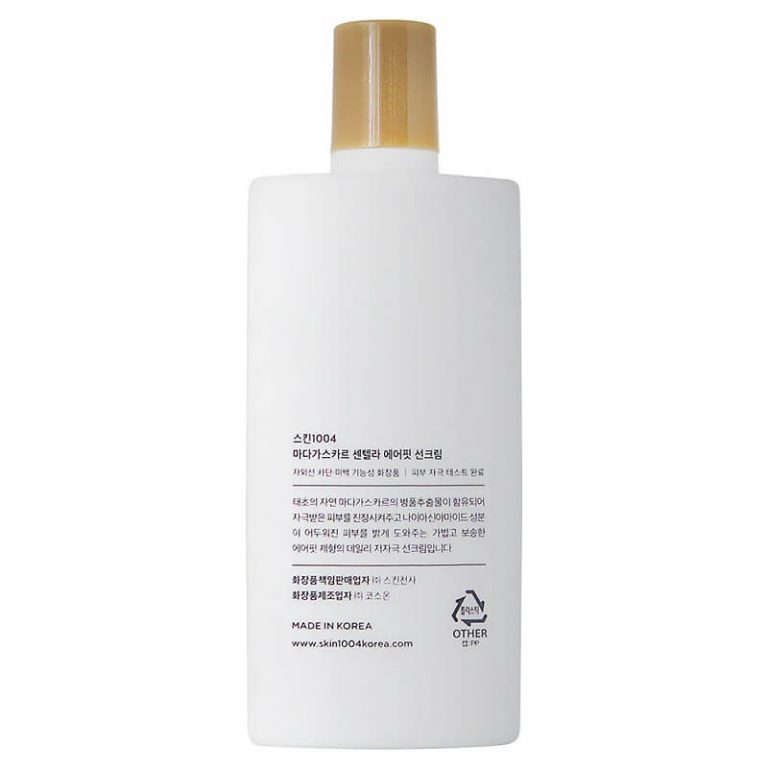 스킨1004
마다가스카르 센텔라 에어핏 선크림
자외선 차단·미백 기능성 화장품 | 피부 자극 테스트 완료
태초의 자연 마다가스카르의 병풀추출물이 함유되어
자극받은 피부를 진정시켜주고 나이아신아마이드 성분
이 어두워진 피부를 밝게 도와주는 가볍고 보송한
에어핏 제형의 데일리 저자극 선크림입니다.
화장품책임판매업자 ㈜ 스킨천사
화장품제조업자 ㈜ 코스온
MADE IN KOREA
www.skin1004korea.com
플라스틱
OTHER
캡:PP